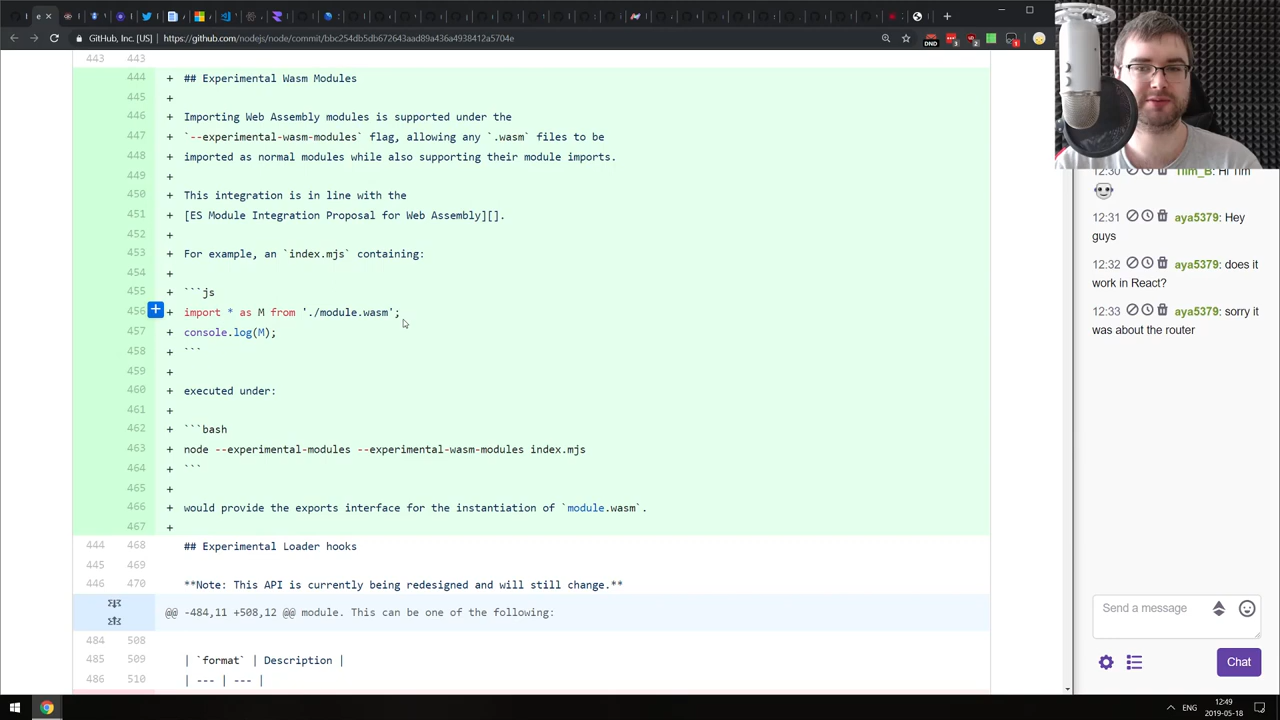 GitHub, Inc. [US]
https://github.com/nodejs/node/commit/bbc254db5db672643aad89a436a4938412a5704e
DND
443 443
444 + ## Experimental Wasm Modules
445 +
446 + Importing Web Assembly modules is supported under the
447 + `--experimental-wasm-modules` flag, allowing any `.wasm` files to be
448 + imported as normal modules while also supporting their module imports.
449 +
450 + This integration is in line with the
451 + [ES Module Integration Proposal for Web Assembly][].
452 +
453 + For example, an `index.mjs` containing:
454 +
455 + ```js
456 + import * as M from './module.wasm';
457 + console.log(M);
458 + ```
459 +
460 + executed under:
461 +
462 + ```bash
463 + node --experimental-modules --experimental-wasm-modules index.mjs
464 + ```
465 +
466 + would provide the exports interface for the instantiation of `module.wasm`.
467 +
444 468 ## Experimental Loader hooks
445 469
446 470 **Note: This API is currently being redesigned and will still change.**
@@ -484,11 +508,12 @@ module. This can be one of the following:
484 508
485 509 | `format` | Description |
486 510 | --- | --- |
12:30 Tiim_B: Hi Tim
12:31 aya5379: Hey
guys
12:32 aya5379: does it
work in React?
12:33 aya5379: sorry it
was about the router
Send a message
Chat
ENG
12:49
2019-05-18